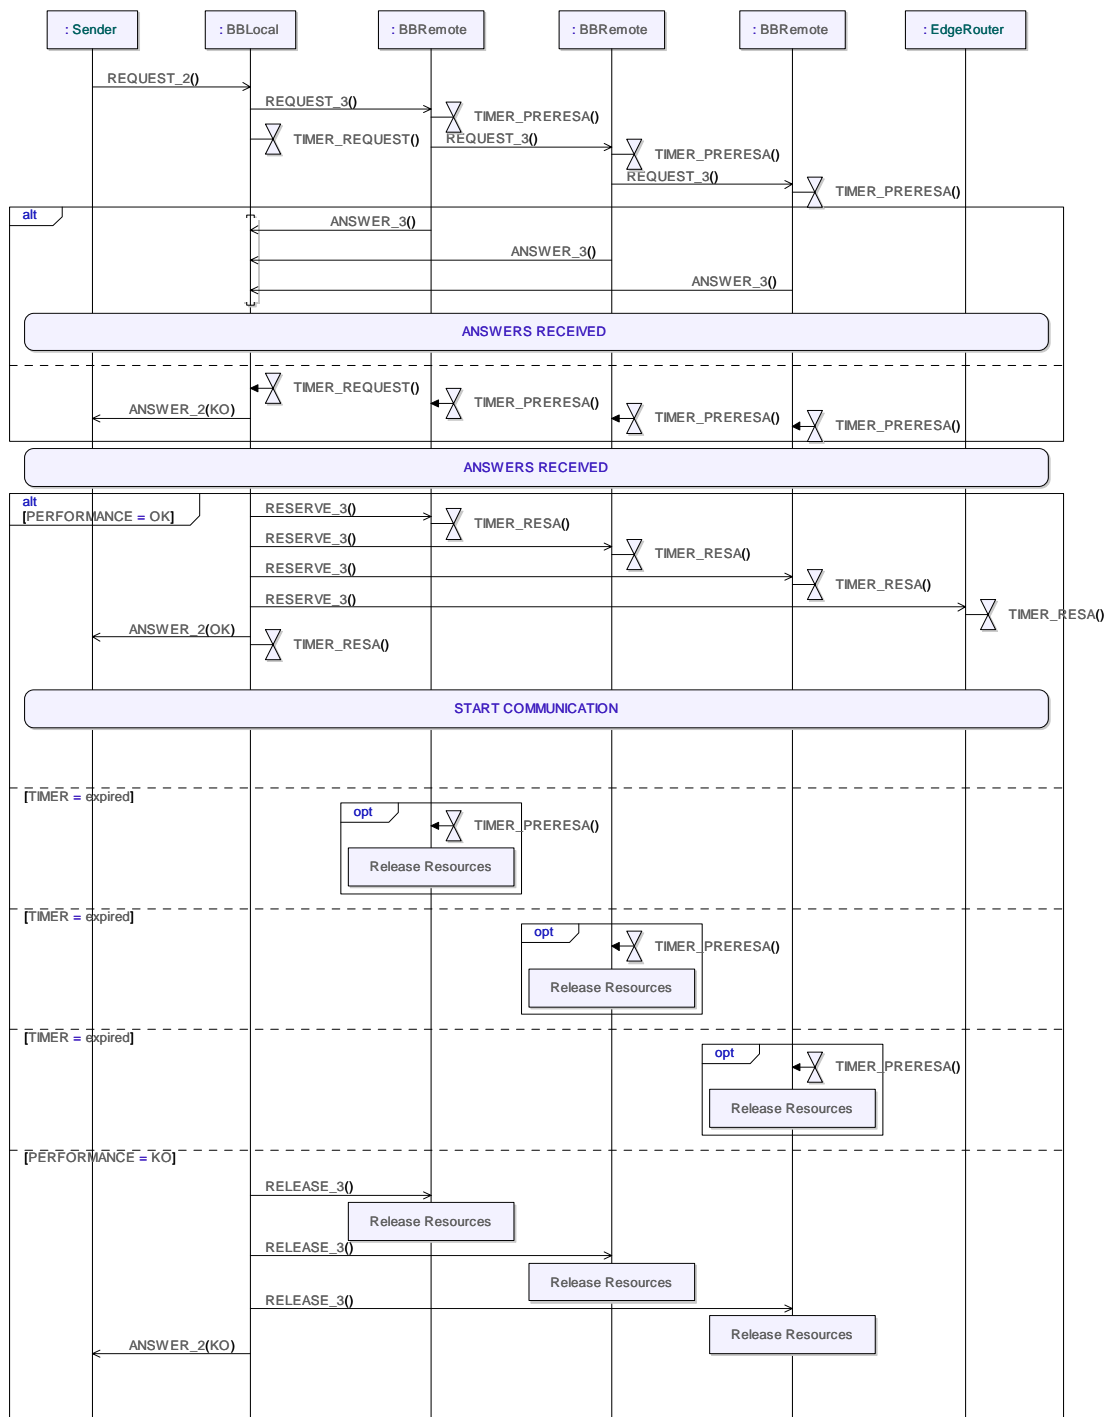 : Sender
: BBLocal
: BBRemote
: BBRemote
: BBRemote
: EdgeRouter
REQUEST_2()
REQUEST_3()
TIMER_PRERESA()
TIMER_REQUEST()
REQUEST_3()
TIMER_PRERESA()
REQUEST_3()
TIMER_PRERESA()
alt
ANSWER_3()
ANSWER_3()
ANSWER_3()
ANSWERS RECEIVED
TIMER_REQUEST()
TIMER_PRERESA()
ANSWER_2(KO)
TIMER_PRERESA()
TIMER_PRERESA()
ANSWERS RECEIVED
alt
[PERFORMANCE = OK]
RESERVE_3()
TIMER_RESA()
RESERVE_3()
TIMER_RESA()
RESERVE_3()
TIMER_RESA()
RESERVE_3()
TIMER_RESA()
ANSWER_2(OK)
TIMER_RESA()
START COMMUNICATION
[TIMER = expired]
opt
TIMER_PRERESA()
Release Resources
[TIMER = expired]
opt
TIMER_PRERESA()
Release Resources
[TIMER = expired]
opt
TIMER_PRERESA()
Release Resources
[PERFORMANCE = KO]
RELEASE_3()
Release Resources
RELEASE_3()
Release Resources
RELEASE_3()
Release Resources
ANSWER_2(KO)